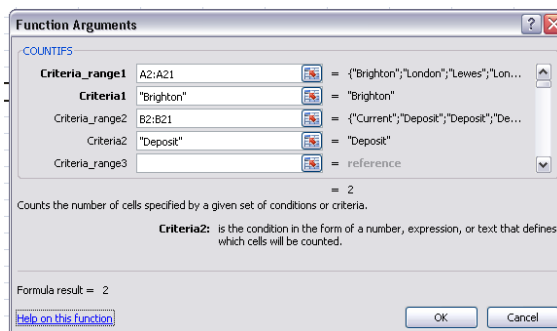 Function Arguments
COUNTIFS
Criteria_range1 A2:A21 = {"Brighton";"London";"Lewes";"Lon...
Criteria1 "Brighton" = "Brighton"
Criteria_range2 B2:B21 = {"Current";"Deposit";"Deposit";"De...
Criteria2 "Deposit" = "Deposit"
Criteria_range3 = reference
= 2
Counts the number of cells specified by a given set of conditions or criteria.
Criteria2: is the condition in the form of a number, expression, or text that defines
which cells will be counted.
Formula result = 2
Help on this function OK Cancel